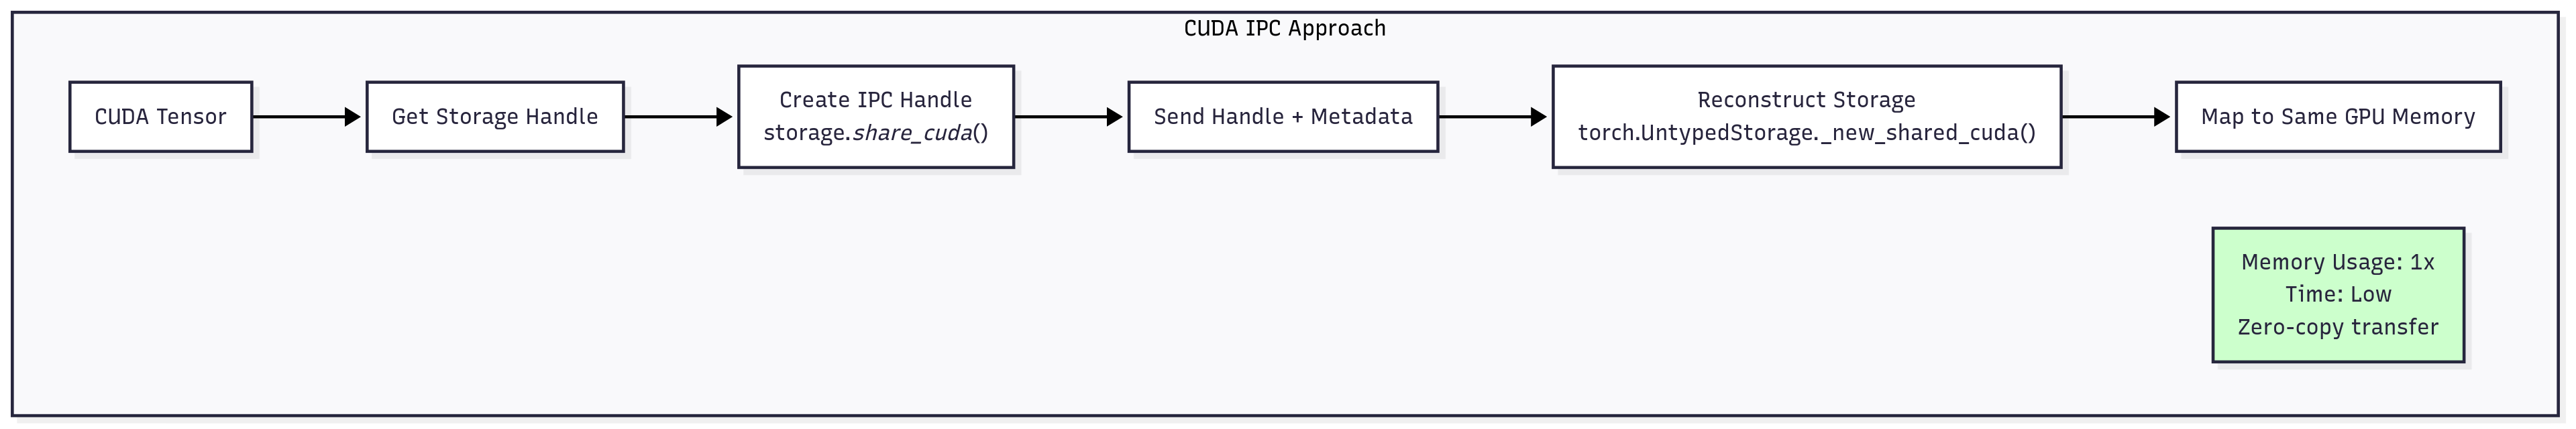 CUDA IPC Approach
CUDA Tensor
Get Storage Handle
Create IPC Handle
storage.share_cuda()
Send Handle + Metadata
Reconstruct Storage
torch.UntypedStorage._new_shared_cuda()
Map to Same GPU Memory
Memory Usage: 1x
Time: Low
Zero-copy transfer